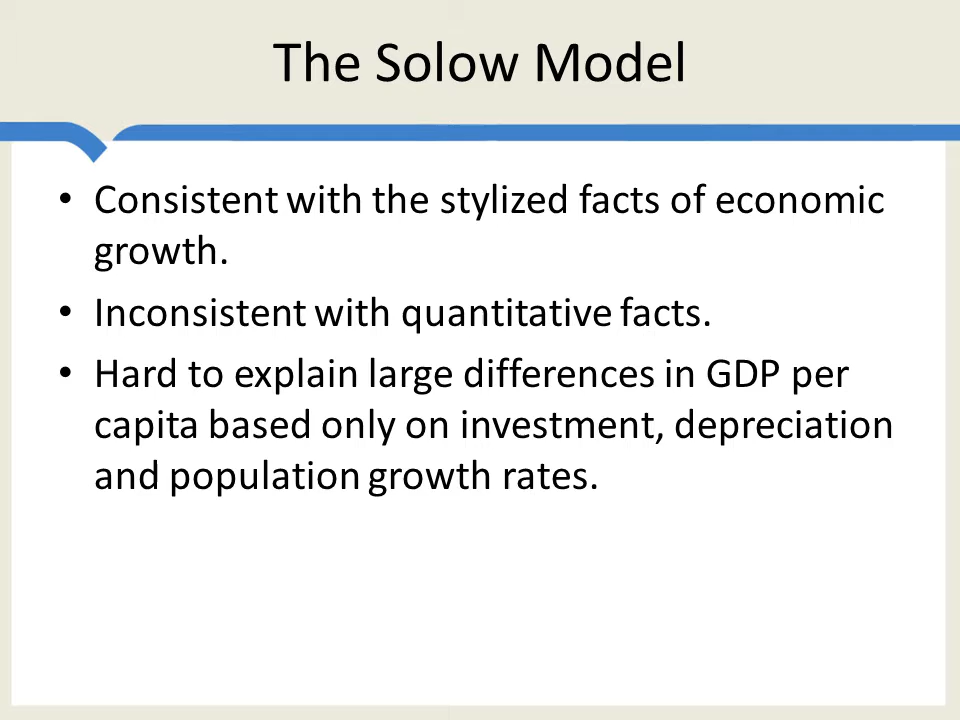 The Solow Model
• Consistent with the stylized facts of economic
growth.
• Inconsistent with quantitative facts.
• Hard to explain large differences in GDP per
capita based only on investment, depreciation
and population growth rates.